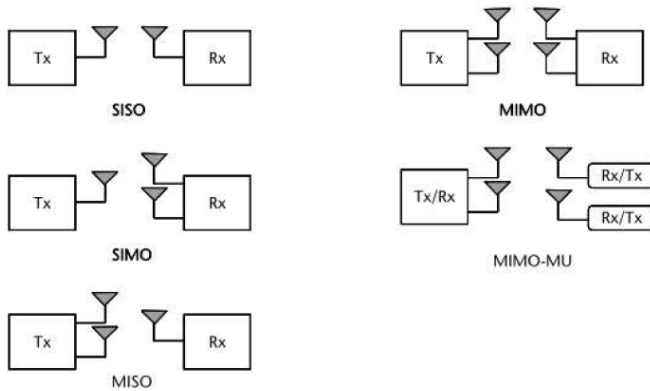 Tx Rx
SISO
Tx Rx
MIMO
Tx Rx
SIMO
Tx/Rx Rx/Tx
Rx/Tx
MIMO-MU
Tx Rx
MISO